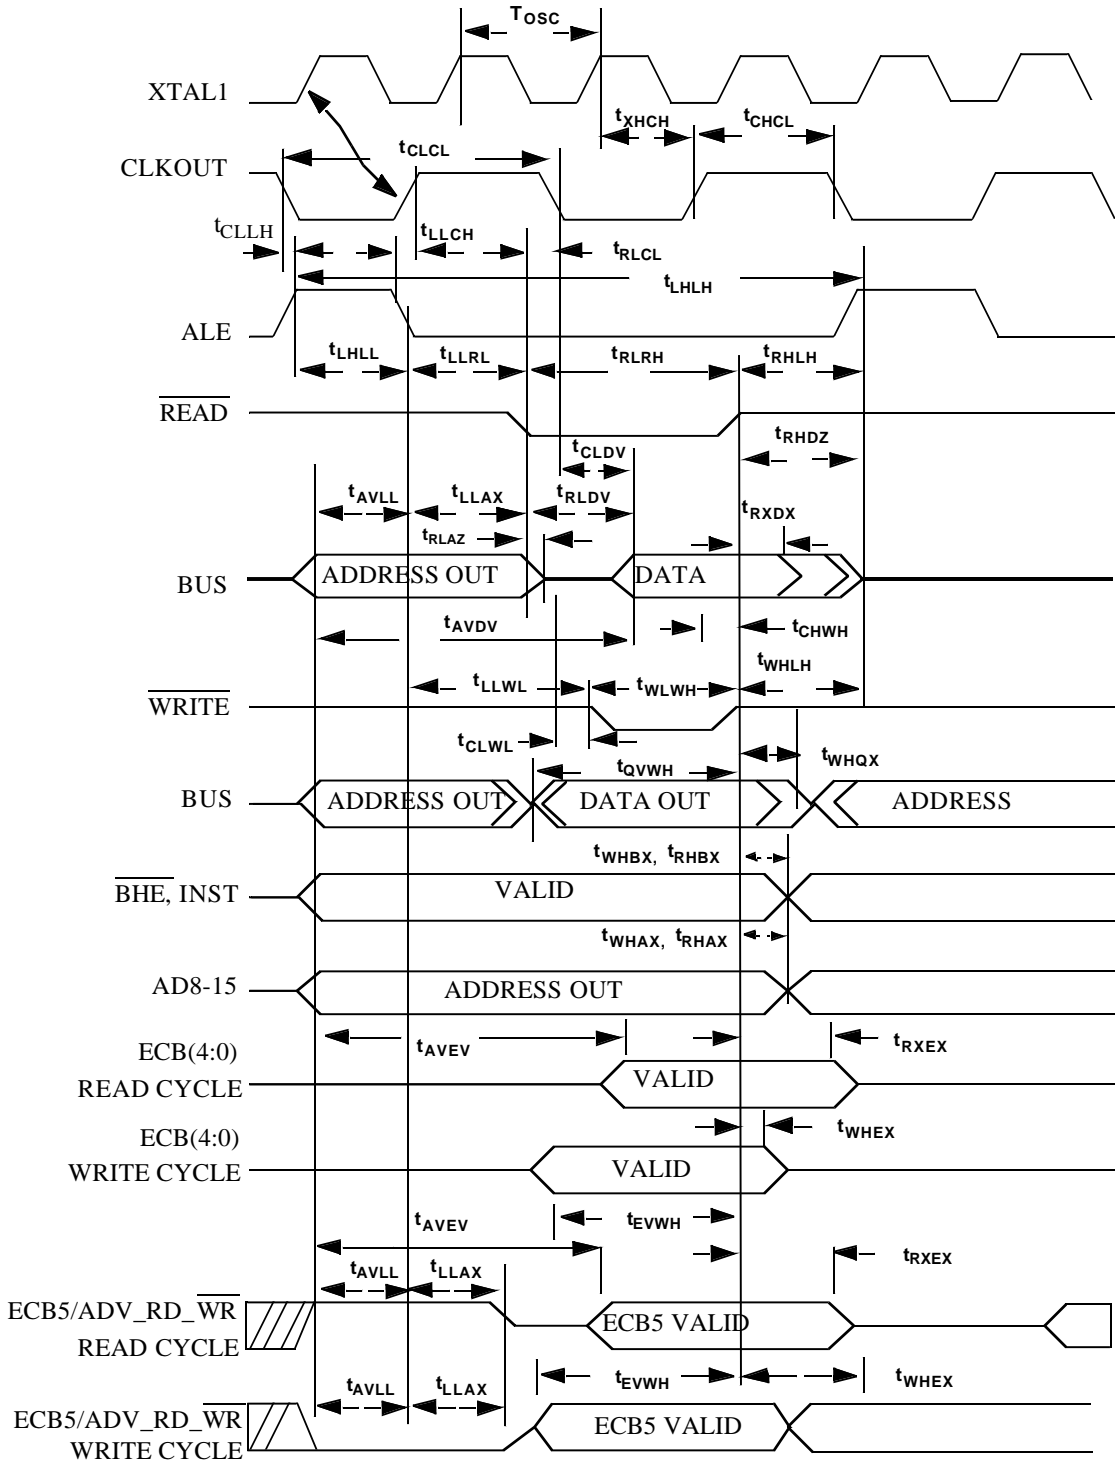 TOSC
XTAL1
tXHCH tCHCL
tCLCL
CLKOUT
tCLLH tLLCH tRLCL
tLHLH
ALE
tLHLL tLLRL tRLRH tRHLH
READ
tRHDZ
tCLDV
tAVLL tLLAX tRLDV
tRXDX
tRLAZ
BUS ADDRESS OUT DATA
tAVDV tCHWH
tWHLH
tLLWL tWLWH
WRITE
tCLWL tWHQX
tQVWH
BUS ADDRESS OUT DATA OUT ADDRESS
tWHBX, tRHBX
BHE, INST VALID
tWHAX, tRHAX
AD8-15 ADDRESS OUT
tAVEV tRXEX
ECB(4:0)
READ CYCLE VALID
tWHEX
ECB(4:0)
WRITE CYCLE VALID
tAVEV tEVWH
tRXEX
tAVLL tLLAX
ECB5/ADV_RD_WR
READ CYCLE ECB5 VALID
tAVLL tLLAX tEVWH tWHEX
ECB5/ADV_RD_WR
WRITE CYCLE ECB5 VALID